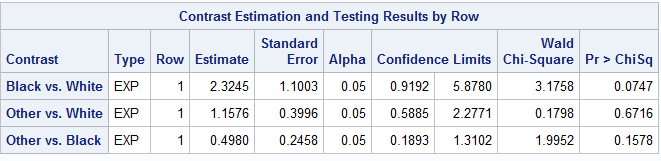 Contrast Estimation and Testing Results by Row
Contrast Type Row Estimate Standard Error Alpha Confidence Limits Wald Chi-Square Pr > ChiSq
Black vs. White EXP 1 2.3245 1.1003 0.05 0.9192 5.8780 3.1758 0.0747
Other vs. White EXP 1 1.1576 0.3996 0.05 0.5885 2.2771 0.1798 0.6716
Other vs. Black EXP 1 0.4980 0.2458 0.05 0.1893 1.3102 1.9952 0.1578